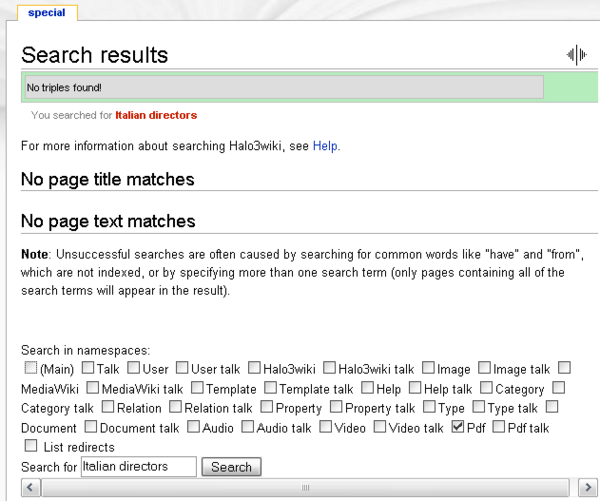 special
Search results
No triples found!
You searched for Italian directors
For more information about searching Halo3wiki, see Help.
No page title matches
No page text matches
Note: Unsuccessful searches are often caused by searching for common words like "have" and "from",
which are not indexed, or by specifying more than one search term (only pages containing all of the
search terms will appear in the result).
Search in namespaces:
(Main) Talk User User talk Halo3wiki Halo3wiki talk Image Image talk
MediaWiki MediaWiki talk Template Template talk Help Help talk Category
Category talk Relation Relation talk Property Property talk Type Type talk
Document Document talk Audio Audio talk Video Video talk Pdf Pdf talk
List redirects
Search for Italian directors Search